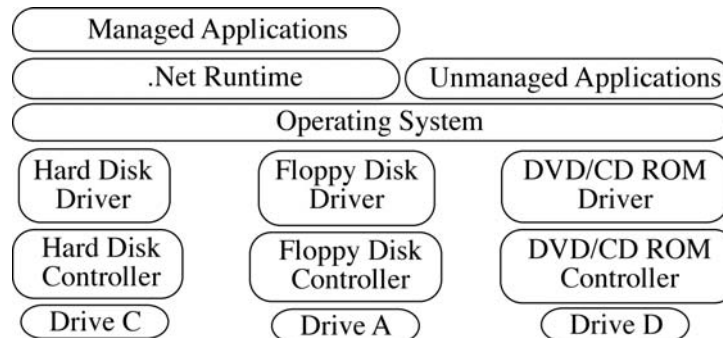 Managed Applications
.Net Runtime
Unmanaged Applications
Operating System
Hard Disk
Driver
Floppy Disk
Driver
DVD/CD ROM
Driver
Hard Disk
Controller
Floppy Disk
Controller
DVD/CD ROM
Controller
Drive C
Drive A
Drive D